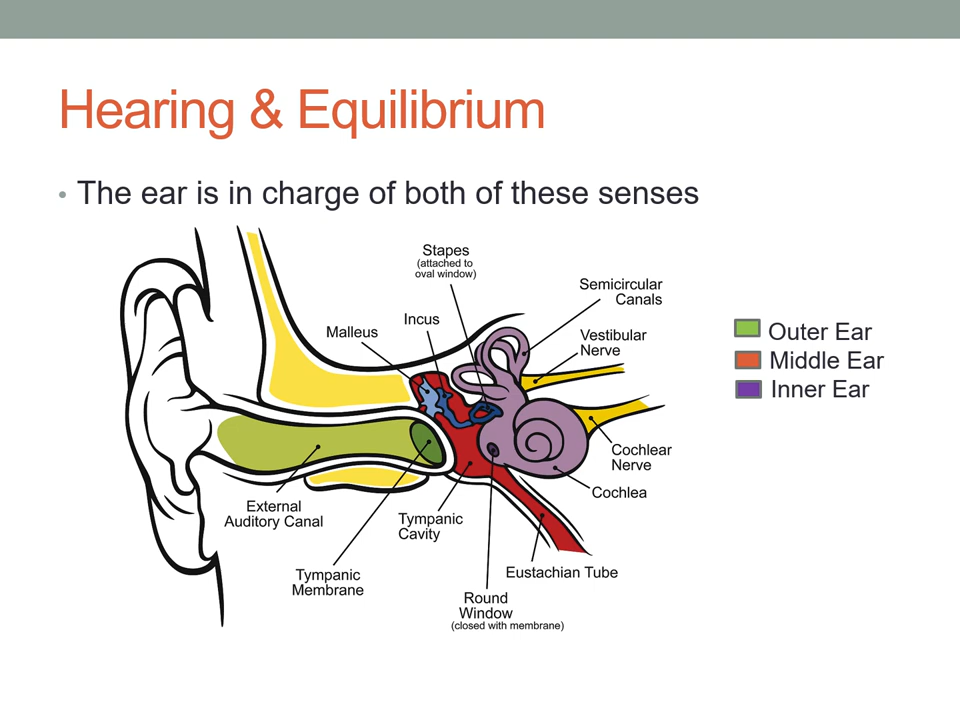 Hearing & Equilibrium
• The ear is in charge of both of these senses
Stapes
(attached to
oval window)
Semicircular
Canals
Incus
Malleus
Vestibular
Nerve
Outer Ear
Middle Ear
Inner Ear
Cochlear
Nerve
Cochlea
External
Auditory Canal
Tympanic
Cavity
Tympanic
Membrane
Eustachian Tube
Round
Window
(closed with membrane)